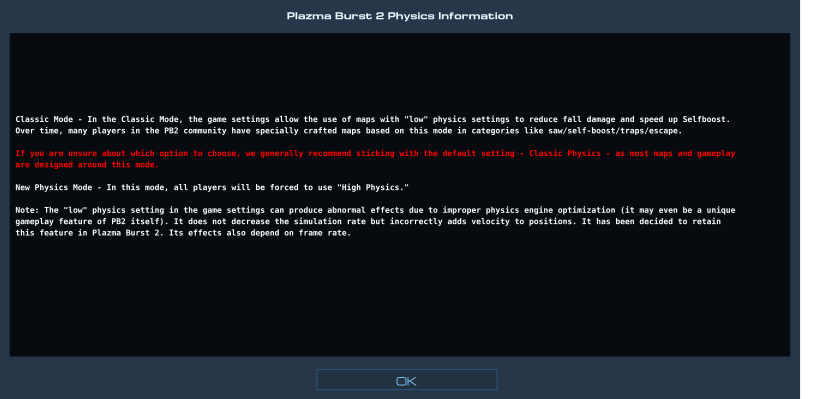 Plazma Burst 2 Physics Information
Classic Mode - In the Classic Mode, the game settings allow the use of maps with "low" physics settings to reduce fall damage and speed up Selfboost.
Over time, many players in the PB2 community have specially crafted maps based on this mode in categories like saw/self-boost/traps/escape.
If you are unsure about which option to choose, we generally recommend sticking with the default setting - Classic Physics - as most maps and gameplay
are designed around this mode.
New Physics Mode - In this mode, all players will be forced to use "High Physics."
Note: The "low" physics setting in the game settings can produce abnormal effects due to improper physics engine optimization (it may even be a unique
gameplay feature of PB2 itself). It does not decrease the simulation rate but incorrectly adds velocity to positions. It has been decided to retain
this feature in Plazma Burst 2. Its effects also depend on frame rate.
OK